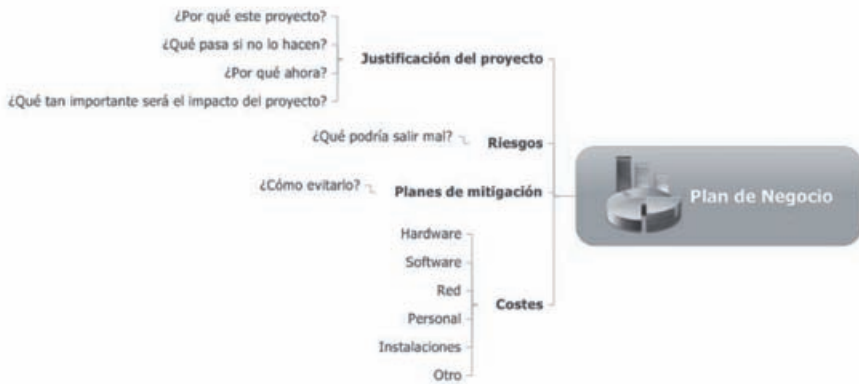 ¿Por qué este proyecto?
¿Qué pasa si no lo hacen?
¿Por qué ahora?
¿Qué tan importante será el impacto del proyecto?
Justificación del proyecto
¿Qué podría salir mal?
Riesgos
¿Cómo evitarlo?
Planes de mitigación
Hardware
Software
Red
Personal
Instalaciones
Otro
Costes
Plan de Negocio